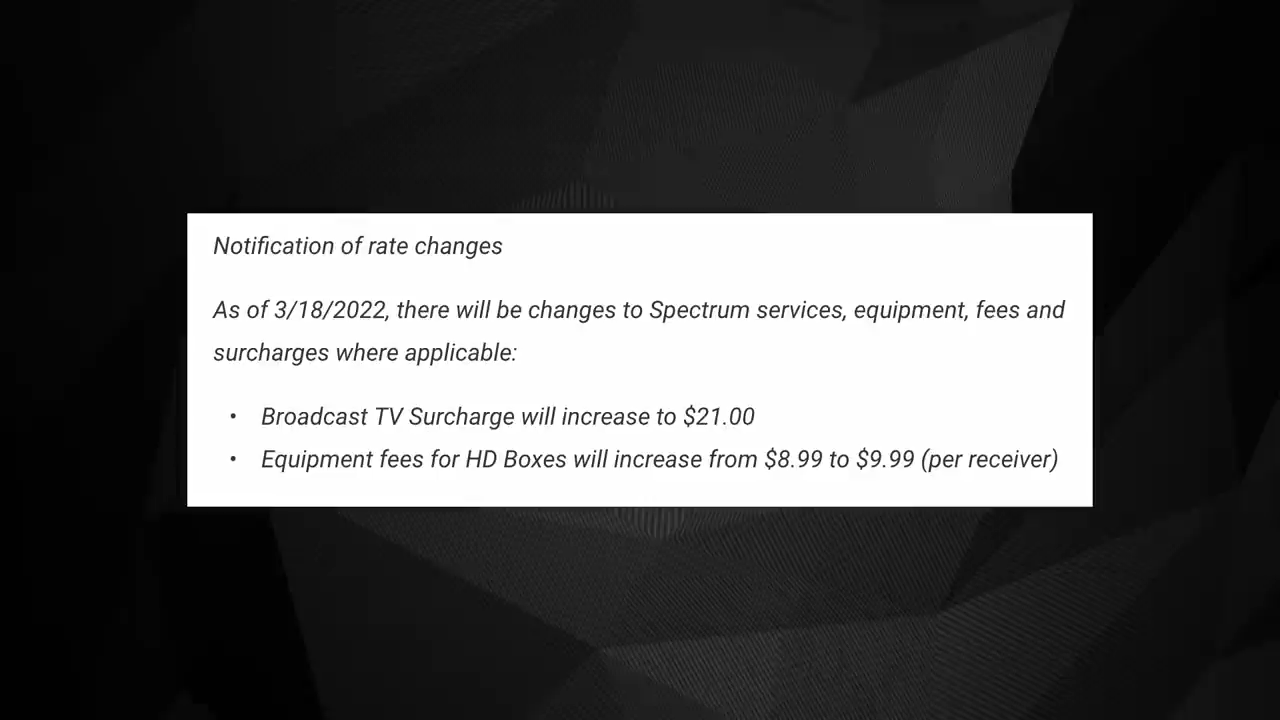 Notification of rate changes
As of 3/18/2022, there will be changes to Spectrum services, equipment, fees and
surcharges where applicable:
• Broadcast TV Surcharge will increase to $21.00
• Equipment fees for HD Boxes will increase from $8.99 to $9.99 (per receiver)